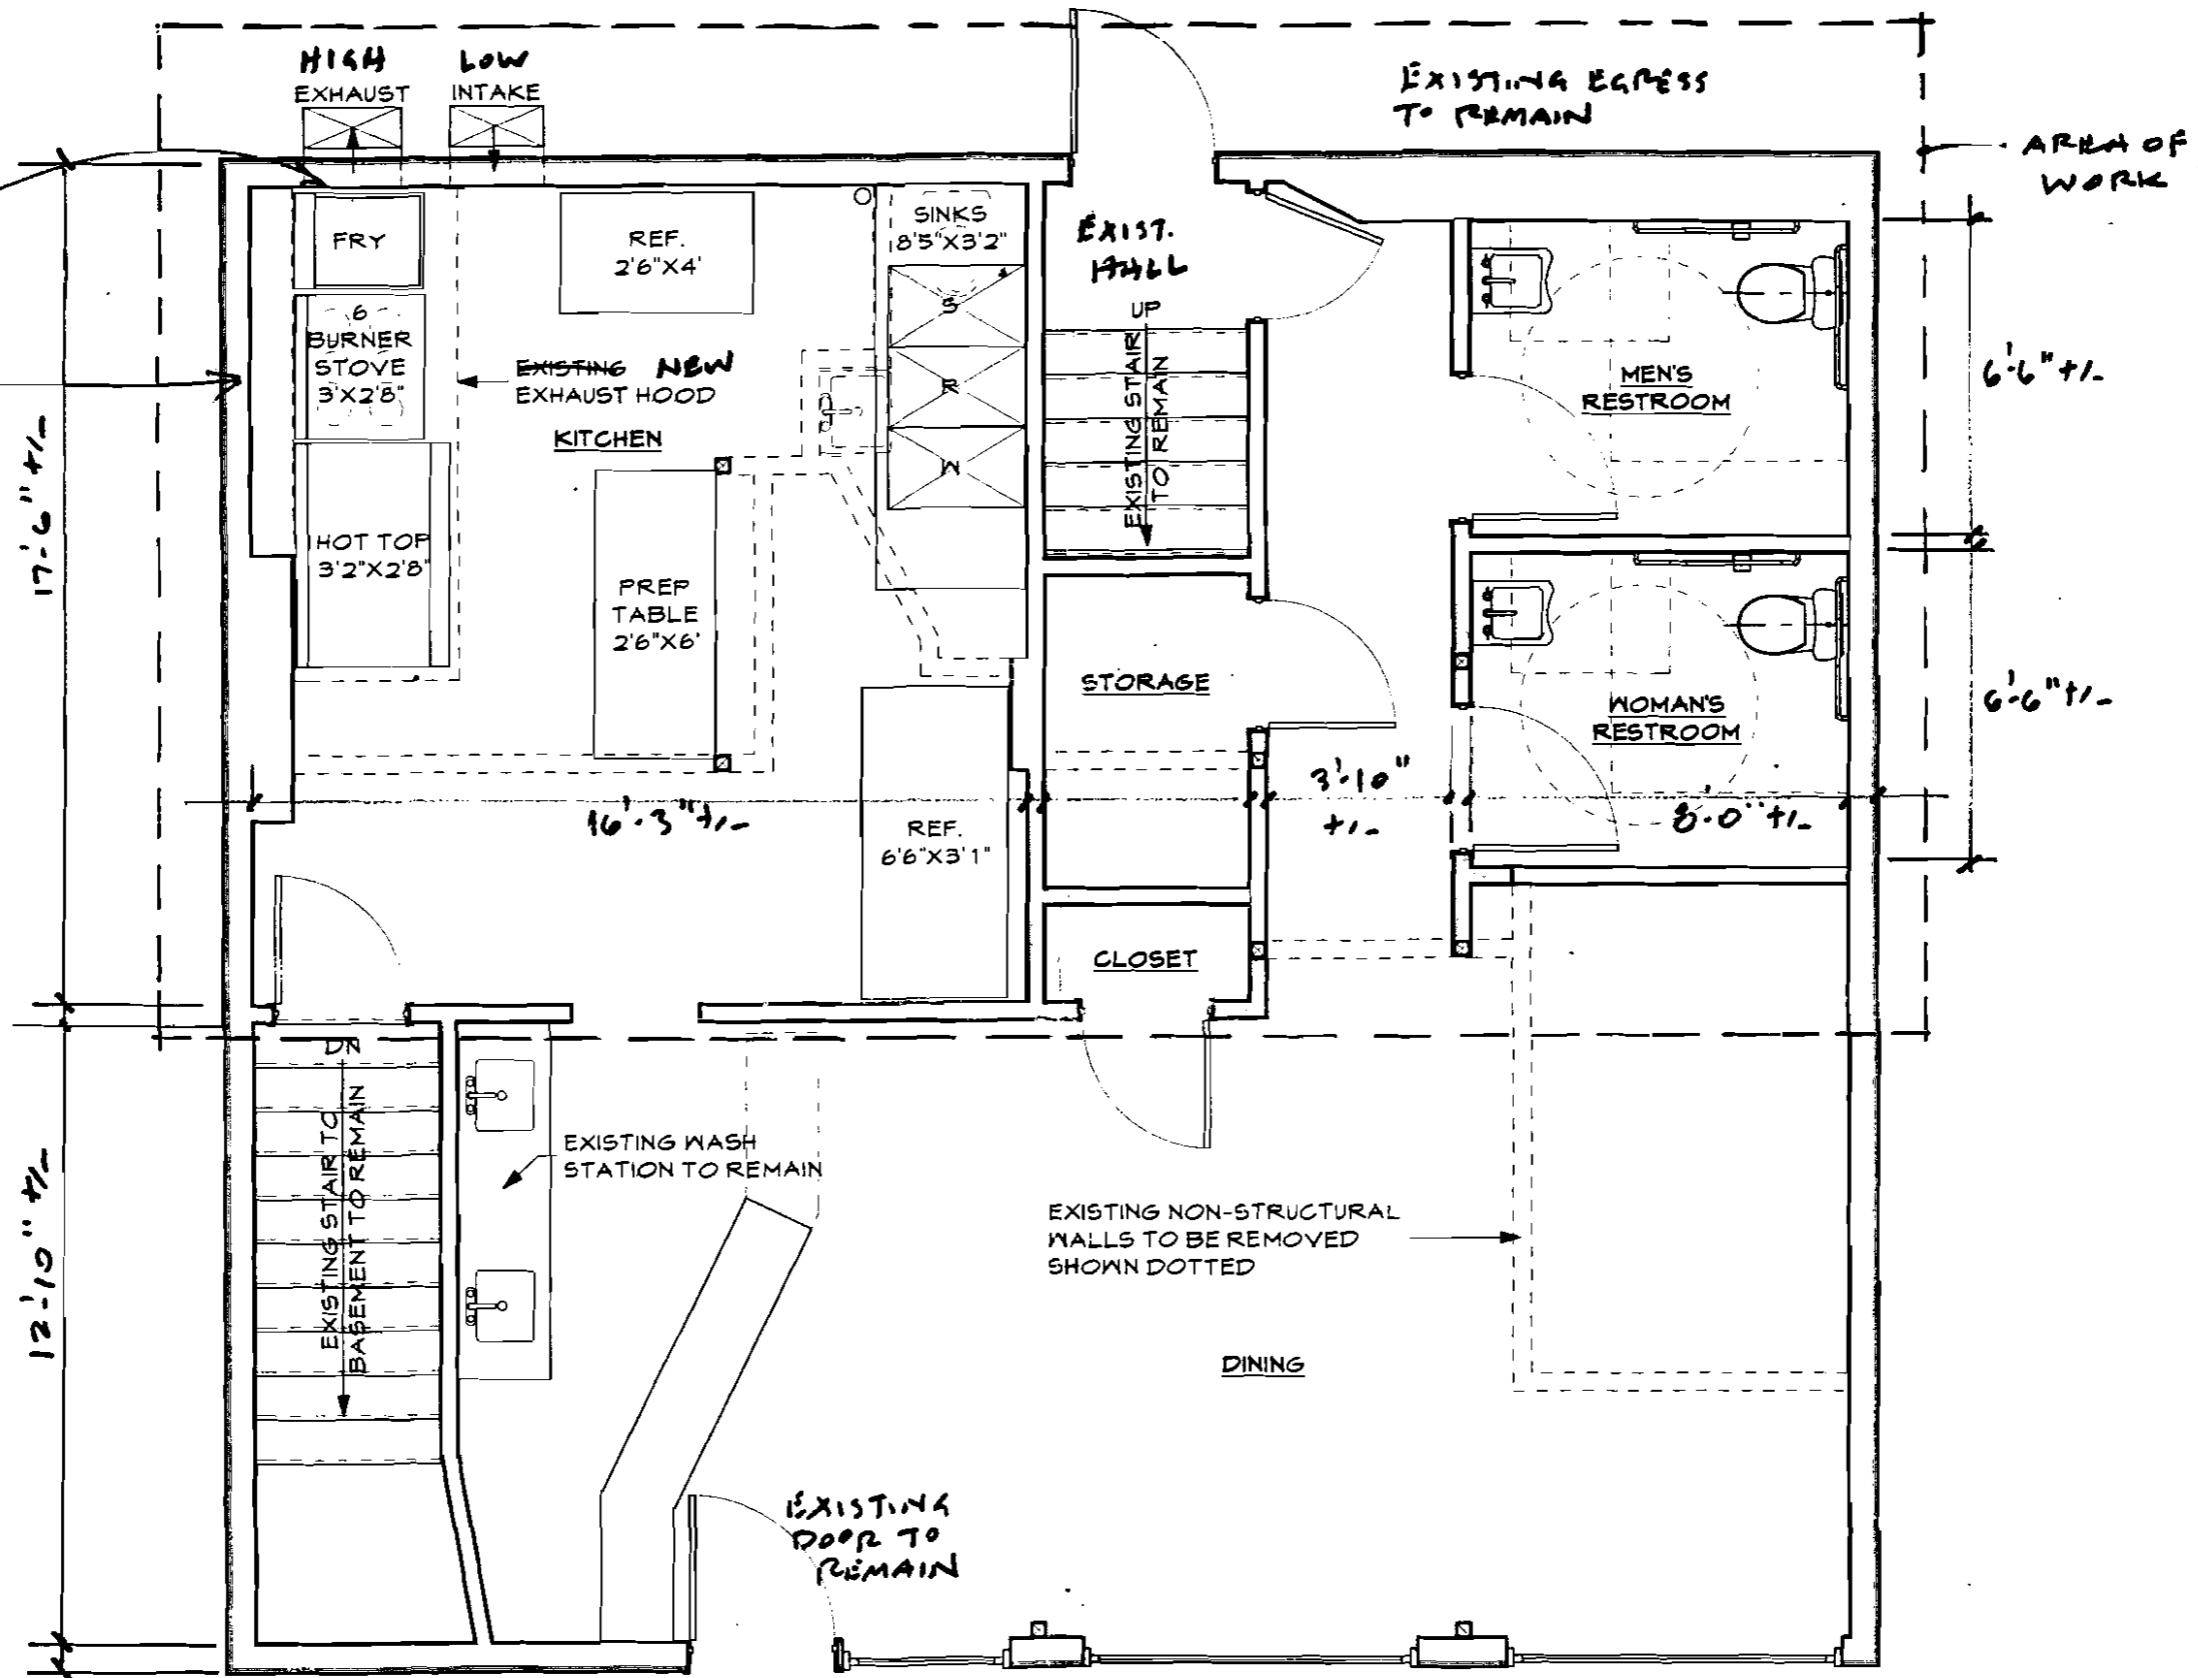 HIGH
EXHAUST
LOW
INTAKE
EXISTING EGRESS
TO REMAIN
AREA OF
WORK
FRY
REF.
2'6"X4'
SINKS
8'5"X3'2"
EXIST.
HALL
6
BURNER
STOVE
3'X2'8"
EXISTING NEW
EXHAUST HOOD
KITCHEN
S
R
W
UP
EXISTING STAIR
TO REMAIN
MEN'S
RESTROOM
6'-6" +/-
17'-6" +/-
HOT TOP
3'2"X2'8"
PREP
TABLE
2'6"X6'
STORAGE
WOMAN'S
RESTROOM
6'-6" +/-
16'-3" +/-
3'-10"
+/-
8'-0" +/-
REF.
6'6"X3'1"
CLOSET
DN
EXISTING STAIR TO
BASEMENT TO REMAIN
12'-10" +/-
EXISTING WASH
STATION TO REMAIN
EXISTING NON-STRUCTURAL
WALLS TO BE REMOVED
SHOWN DOTTED
DINING
EXISTING
DOOR TO
REMAIN